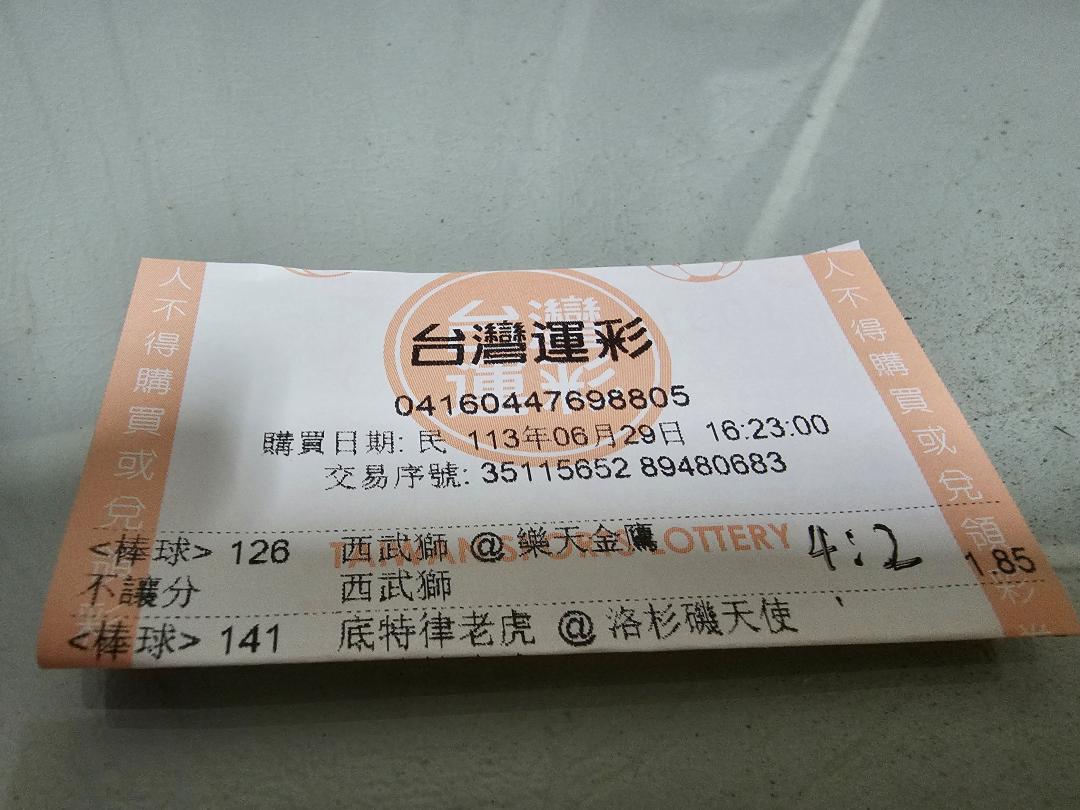 台灣運彩
04160447698805
購買日期: 民 113年06月29日 16:23:00
交易序號: 35115652 89480683
<棒球> 126 西武獅 @ 樂天金鷹 4:2
不讓分 西武獅 1.85
<棒球> 141 底特律老虎 @ 洛杉磯天使
TAIWAN SPORTS LOTTERY
人不得購買或兌領彩
人不得購買或兌領彩